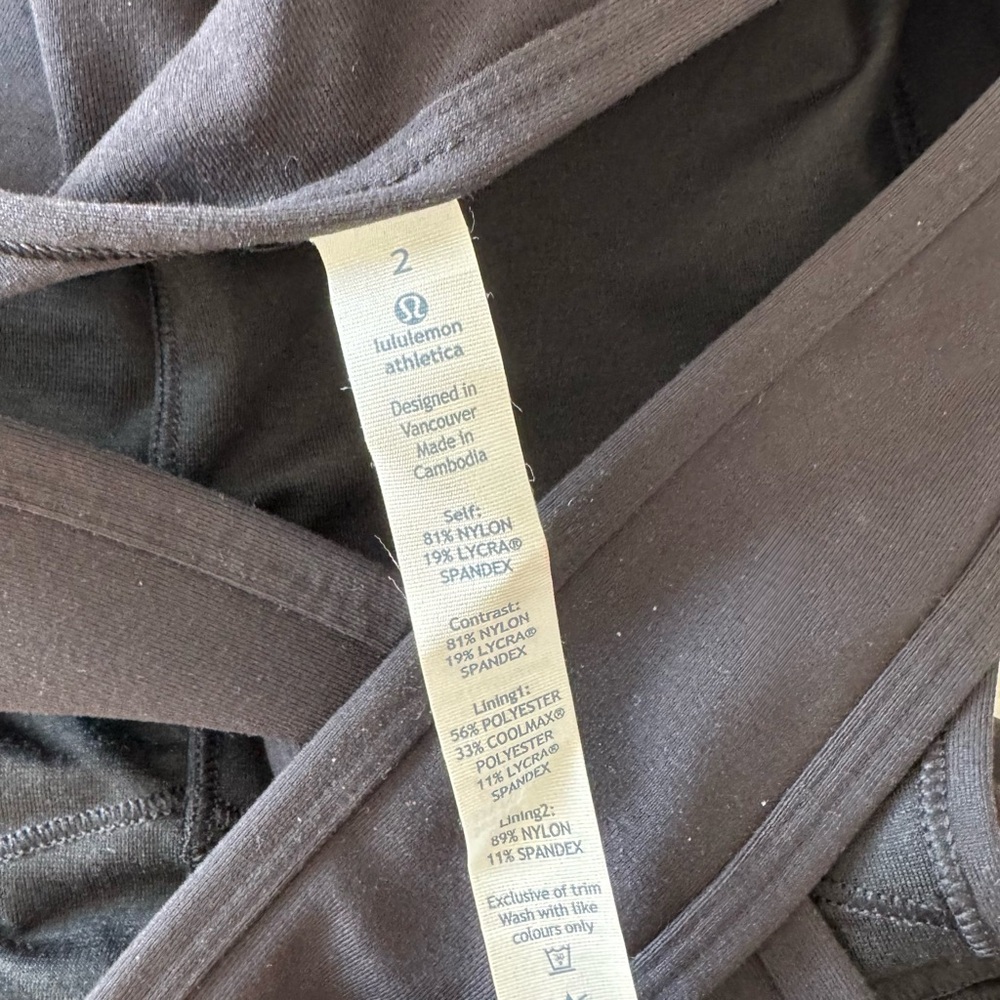 2
lululemon
athletica
Designed in
Vancouver
Made in
Cambodia
Self:
81% NYLON
19% LYCRA®
SPANDEX
Contrast:
81% NYLON
19% LYCRA®
SPANDEX
Lining1:
56% POLYESTER
33% COOLMAX®
POLYESTER
11% LYCRA®
SPANDEX
Lining2:
89% NYLON
11% SPANDEX
Exclusive of trim
Wash with like
colours only
30